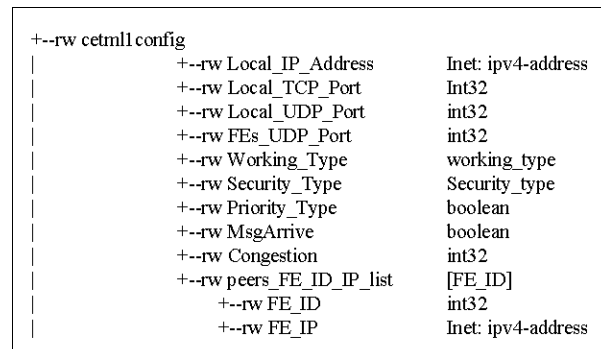 +--rw cetml1config
| +--rw Local_IP_Address Inet: ipv4-address
| +--rw Local_TCP_Port Int32
| +--rw Local_UDP_Port int32
| +--rw FEs_UDP_Port int32
| +--rw Working_Type working_type
| +--rw Security_Type Security_type
| +--rw Priority_Type boolean
| +--rw MsgArrive boolean
| +--rw Congestion int32
| +--rw peers_FE_ID_IP_list [FE_ID]
| +--rw FE_ID int32
| +--rw FE_IP Inet: ipv4-address